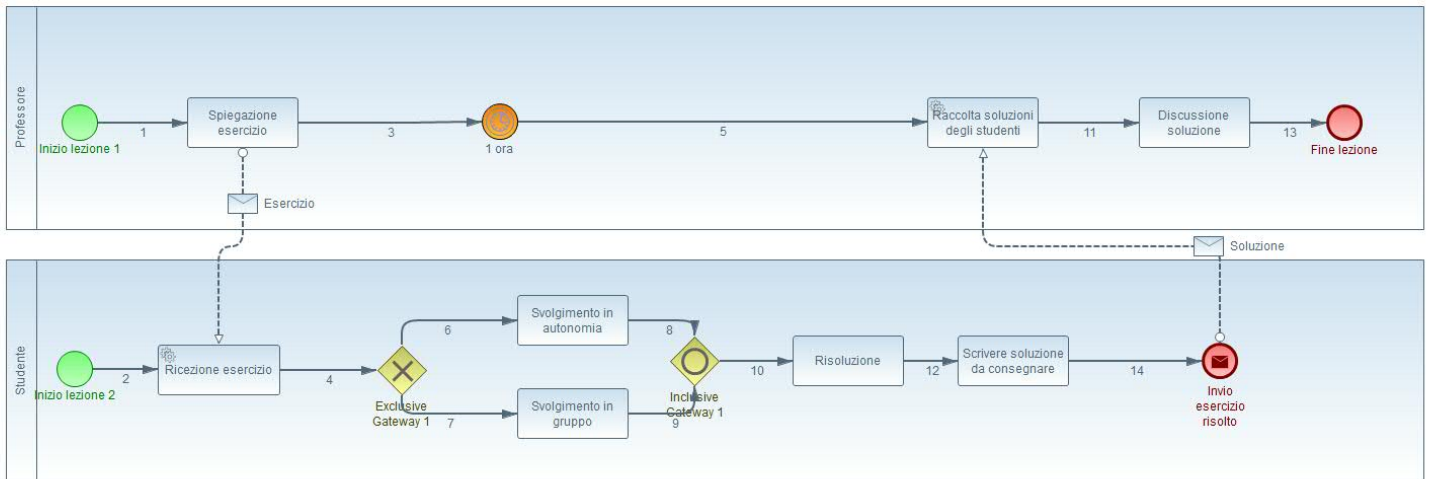 Professore
Inizio lezione 1
1
Spiegazione
esercizio
3
1 ora
5
Raccolta soluzioni
degli studenti
11
Discussione
soluzione
13
Fine lezione
Esercizio
Soluzione
Studente
Inizio lezione 2
2
Ricezione esercizio
4
Exclusive
Gateway 1
6
Svolgimento in
autonomia
8
7
Svolgimento in
gruppo
9
Inclusive
Gateway 1
10
Risoluzione
12
Scrivere soluzione
da consegnare
14
Invio
esercizio
risolto